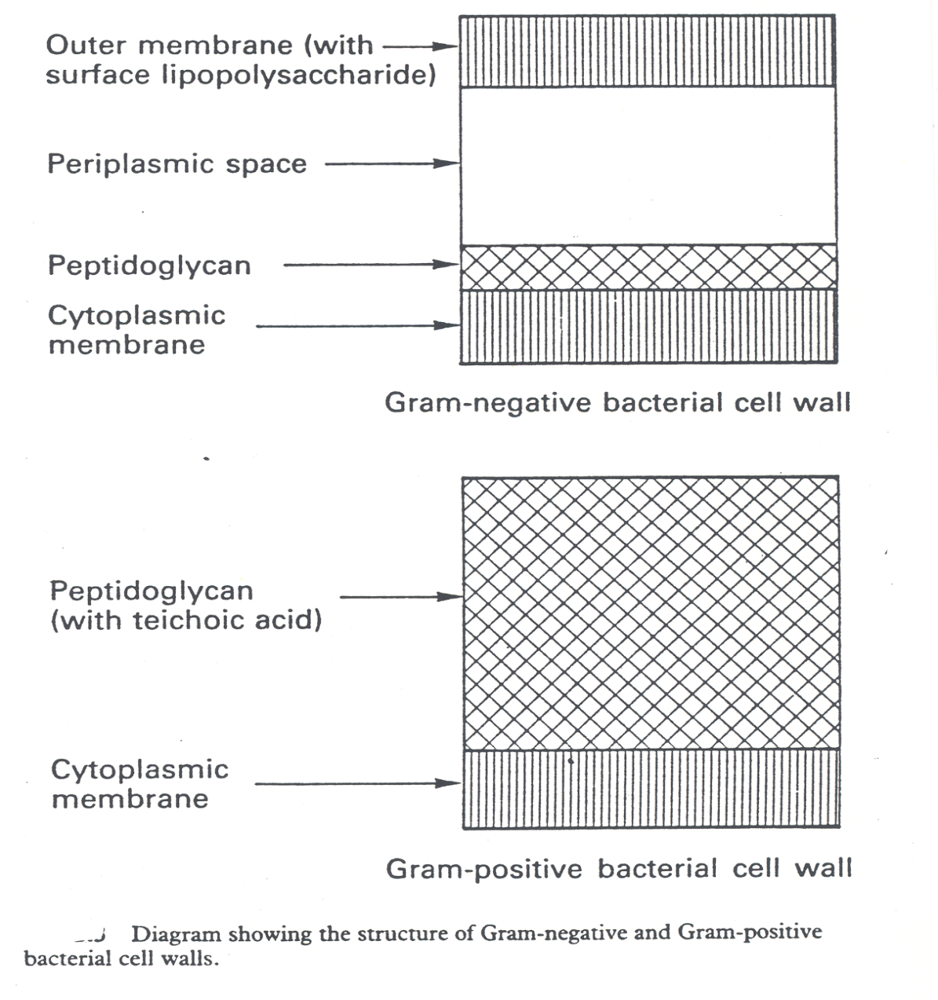 Outer membrane (with
surface lipopolysaccharide)
Periplasmic space
Peptidoglycan
Cytoplasmic
membrane
Gram-negative bacterial cell wall
Peptidoglycan
(with teichoic acid)
Cytoplasmic
membrane
Gram-positive bacterial cell wall
Diagram showing the structure of Gram-negative and Gram-positive
bacterial cell walls.